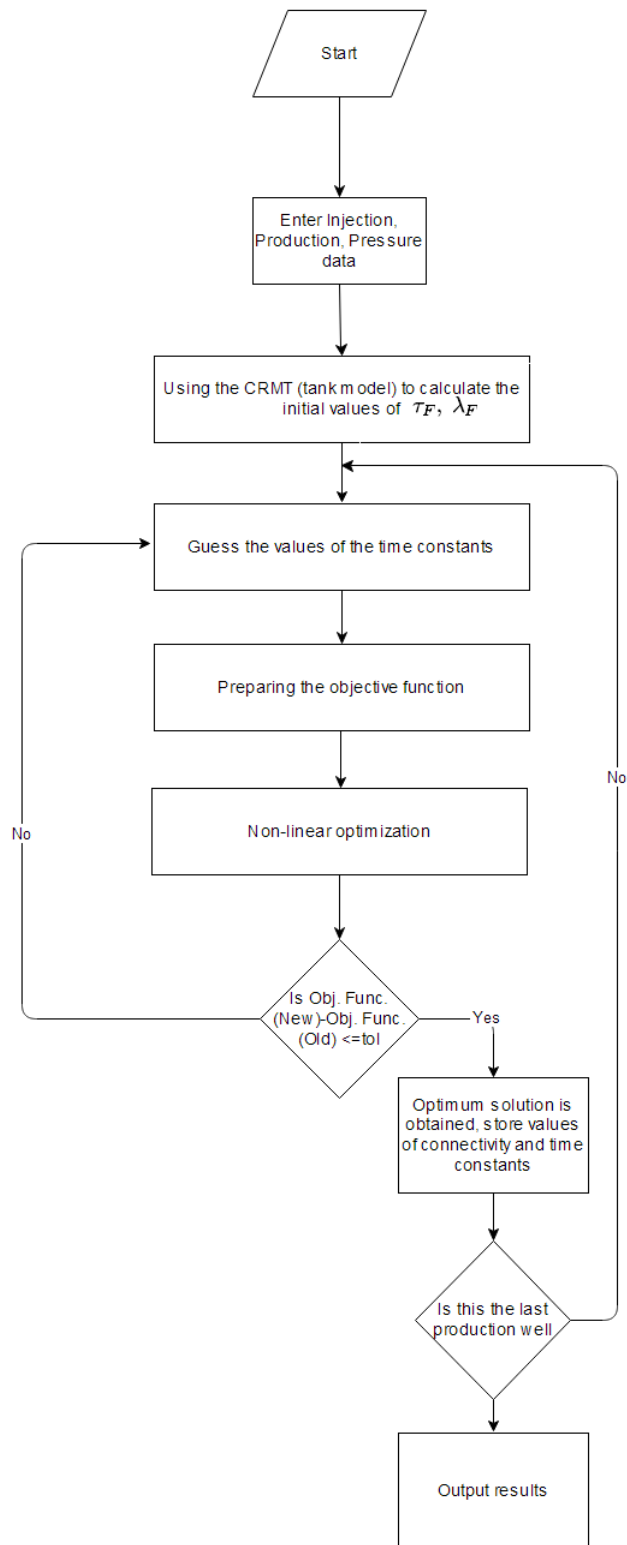 Start
Enter Injection,
Production, Pressure
data
Using the CRMT (tank model) to calculate the
initial values of τ_F, λ_F
Guess the values of the time constants
Preparing the objective function
Non-linear optimization
No
No
Is Obj. Func.
(New)-Obj. Func.
(Old) <=tol
Yes
Optimum solution is
obtained, store values
of connectivity and time
constants
Is this the last
production well
Output results